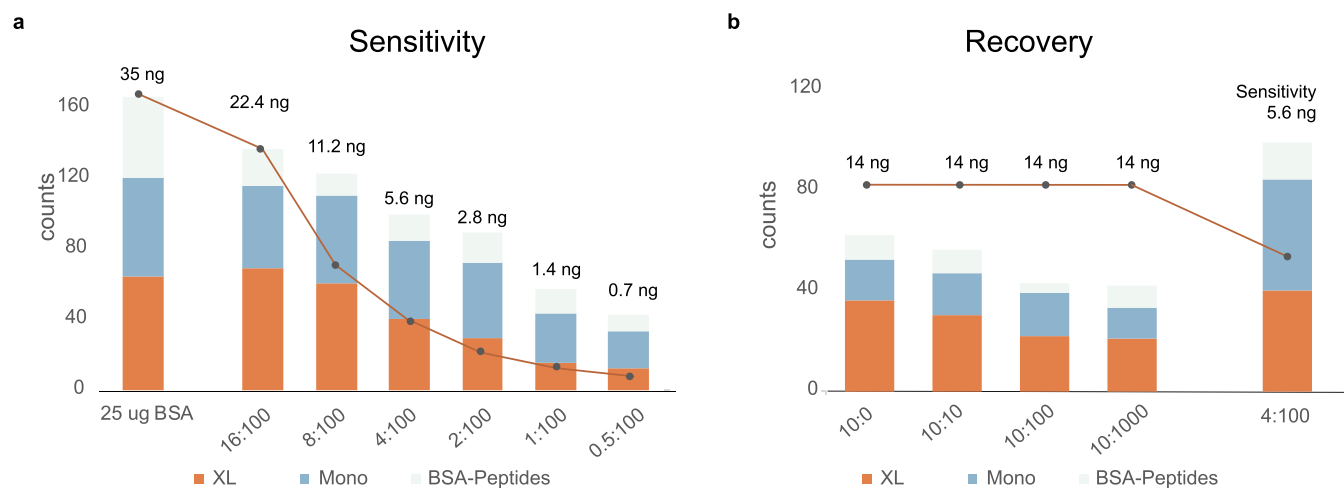 a
Sensitivity
35 ng
22.4 ng
11.2 ng
5.6 ng
2.8 ng
1.4 ng
0.7 ng
counts
160
120
80
40
0
25 ug BSA
16:100
8:100
4:100
2:100
1:100
0.5:100
XL
Mono
BSA-Peptides
b
Recovery
Sensitivity
5.6 ng
14 ng
14 ng
14 ng
14 ng
counts
120
80
40
0
10:0
10:10
10:100
10:1000
4:100
XL
Mono
BSA-Peptides